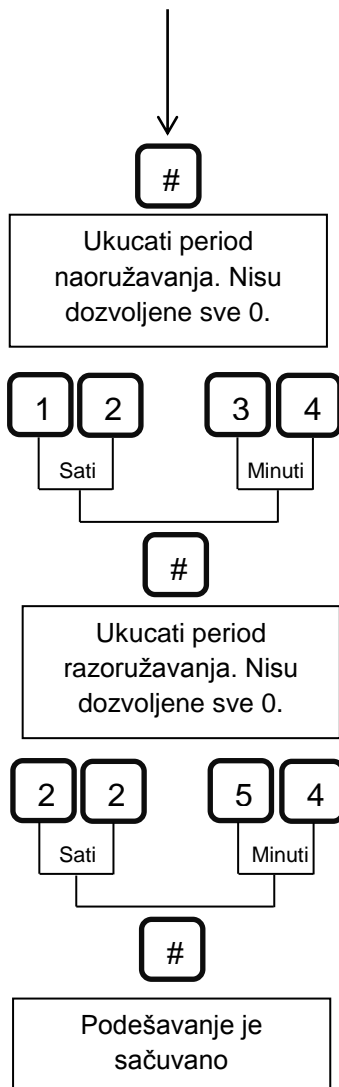 #
Ukucati period
naoružavanja. Nisu
dozvoljene sve 0.
1 2 3 4
Sati Minuti
#
Ukucati period
razoružavanja. Nisu
dozvoljene sve 0.
2 2 5 4
Sati Minuti
#
Podešavanje je
sačuvano